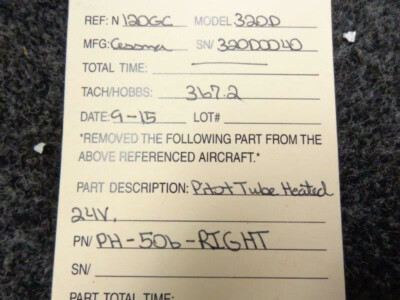 REF: N 120GC MODEL 320D
MFG: Cessna SN/ 320D0040
TOTAL TIME:
TACH/HOBBS: 367.2
DATE: 9-15 LOT#
*REMOVED THE FOLLOWING PART FROM THE
ABOVE REFERENCED AIRCRAFT.*
PART DESCRIPTION: Pitot Tube Heated
24V.
PN/ PH-506-RIGHT
SN/
PART TOTAL TIME: